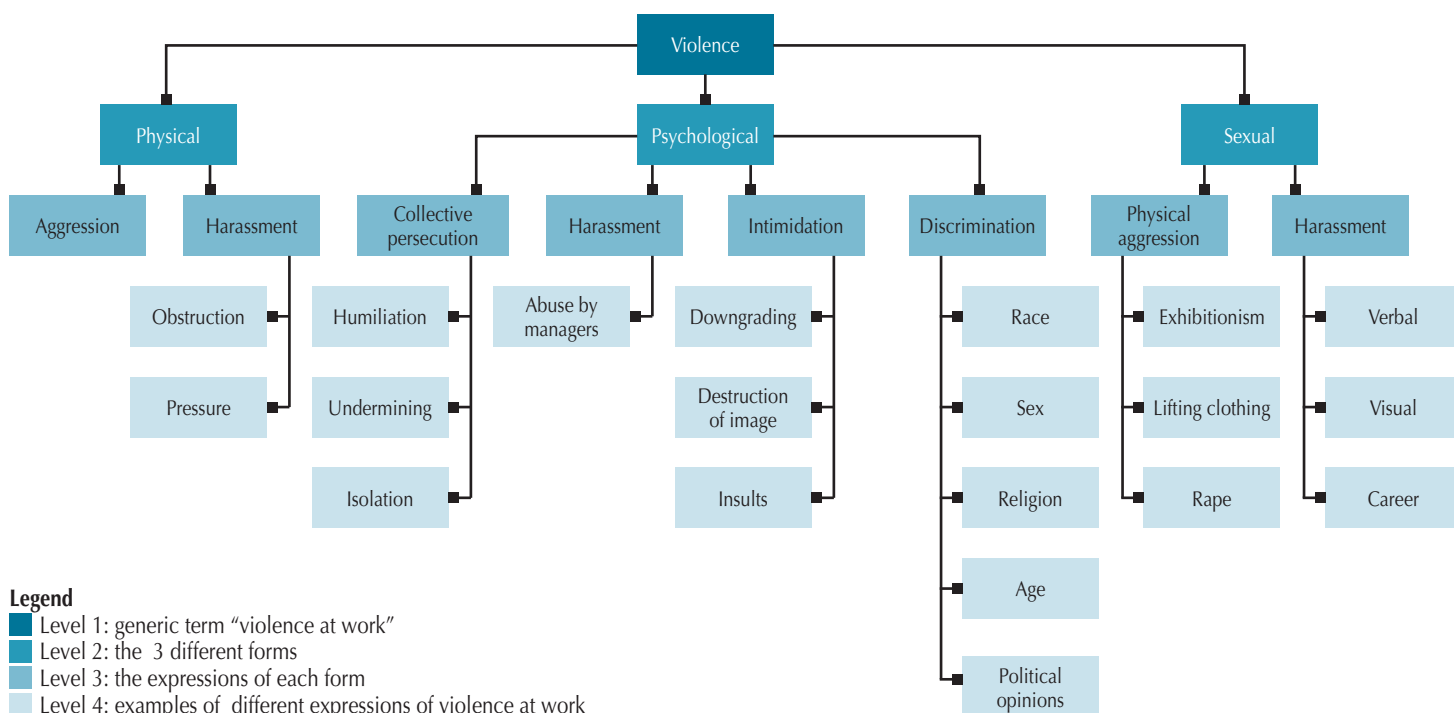 Violence
Physical
Psychological
Sexual
Aggression
Harassment
Collective
persecution
Harassment
Intimidation
Discrimination
Physical
aggression
Harassment
Obstruction
Humiliation
Abuse by
managers
Downgrading
Race
Exhibitionism
Verbal
Pressure
Undermining
Destruction
of image
Sex
Lifting clothing
Visual
Isolation
Insults
Religion
Rape
Career
Age
Political
opinions
Legend
Level 1: generic term “violence at work”
Level 2: the 3 different forms
Level 3: the expressions of each form
Level 4: examples of different expressions of violence at work